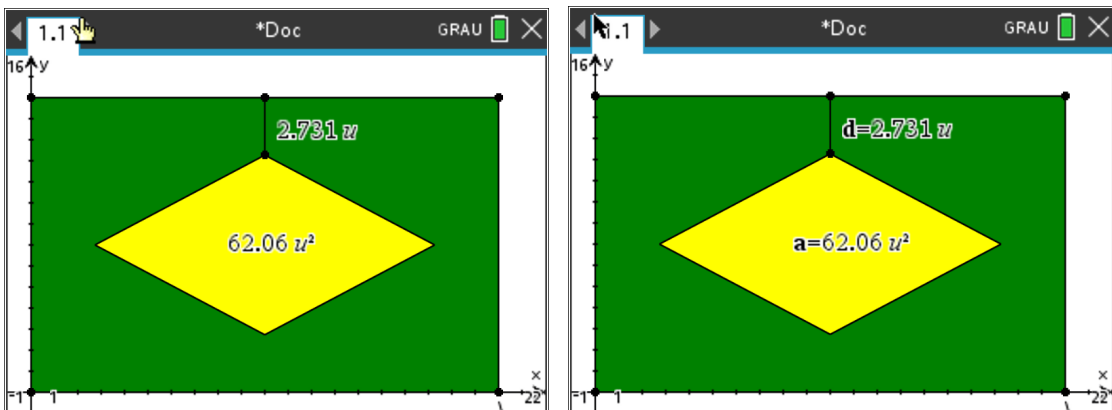 1.1 *Doc GRAU
16 y
2.731 u
62.06 u²
x
-1 1 22
1.1 *Doc GRAU
16 y
d=2.731 u
a=62.06 u²
x
-1 1 22